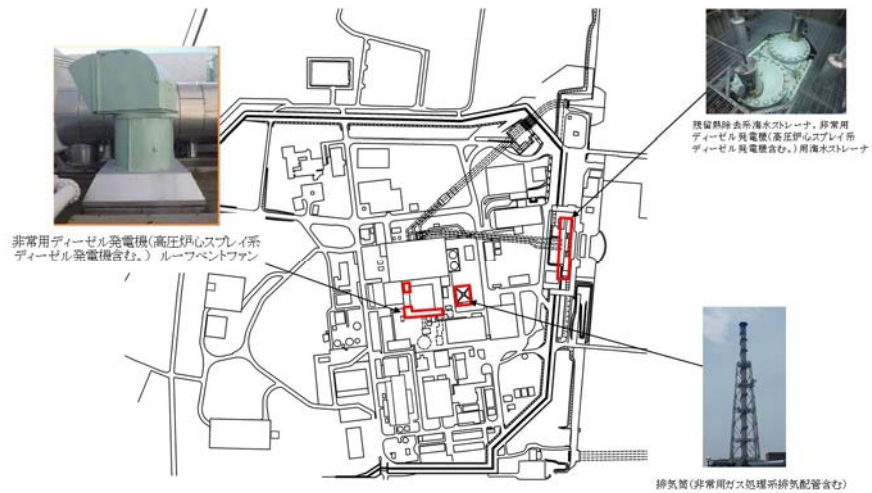 残留熱除去系海水ストレーナ、非常用
ディーゼル発電機(高圧炉心スプレイ系
ディーゼル発電機含む。)用海水ストレーナ
非常用ディーゼル発電機(高圧炉心スプレイ系
ディーゼル発電機含む。) ルーフベントファン
排気筒(非常用ガス処理系排気配管含む)